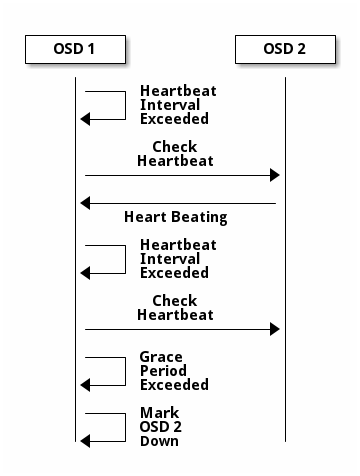 OSD 1
OSD 2
Heartbeat
Interval
Exceeded
Check
Heartbeat
Heart Beating
Heartbeat
Interval
Exceeded
Check
Heartbeat
Grace
Period
Exceeded
Mark
OSD 2
Down